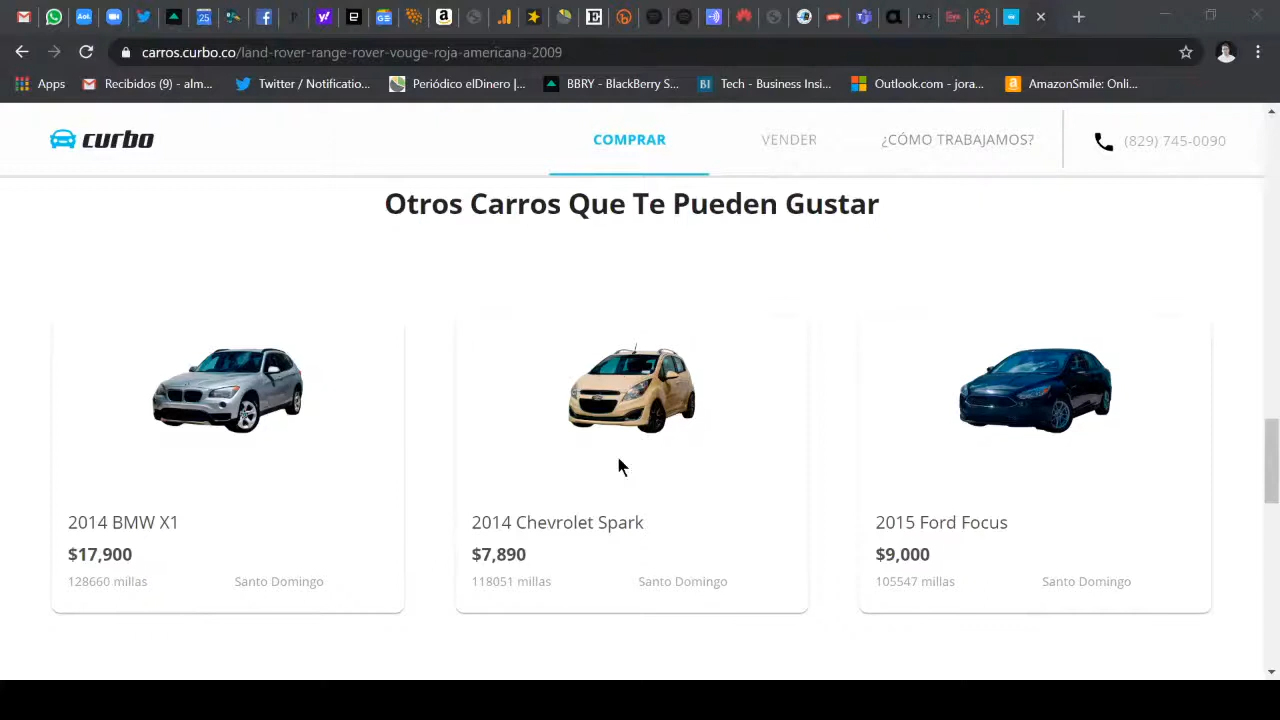 carros.curbo.co/land-rover-range-rover-vouge-roja-americana-2009
Apps
Recibidos (9) - alm...
Twitter / Notificatio...
Periódico elDinero |...
BBRY - BlackBerry S...
Tech - Business Insi...
Outlook.com - jora...
AmazonSmile: Onli...
curbo
COMPRAR
VENDER
¿CÓMO TRABAJAMOS?
(829) 745-0090
Otros Carros Que Te Pueden Gustar
2014 BMW X1
$17,900
128660 millas
Santo Domingo
2014 Chevrolet Spark
$7,890
118051 millas
Santo Domingo
2015 Ford Focus
$9,000
105547 millas
Santo Domingo